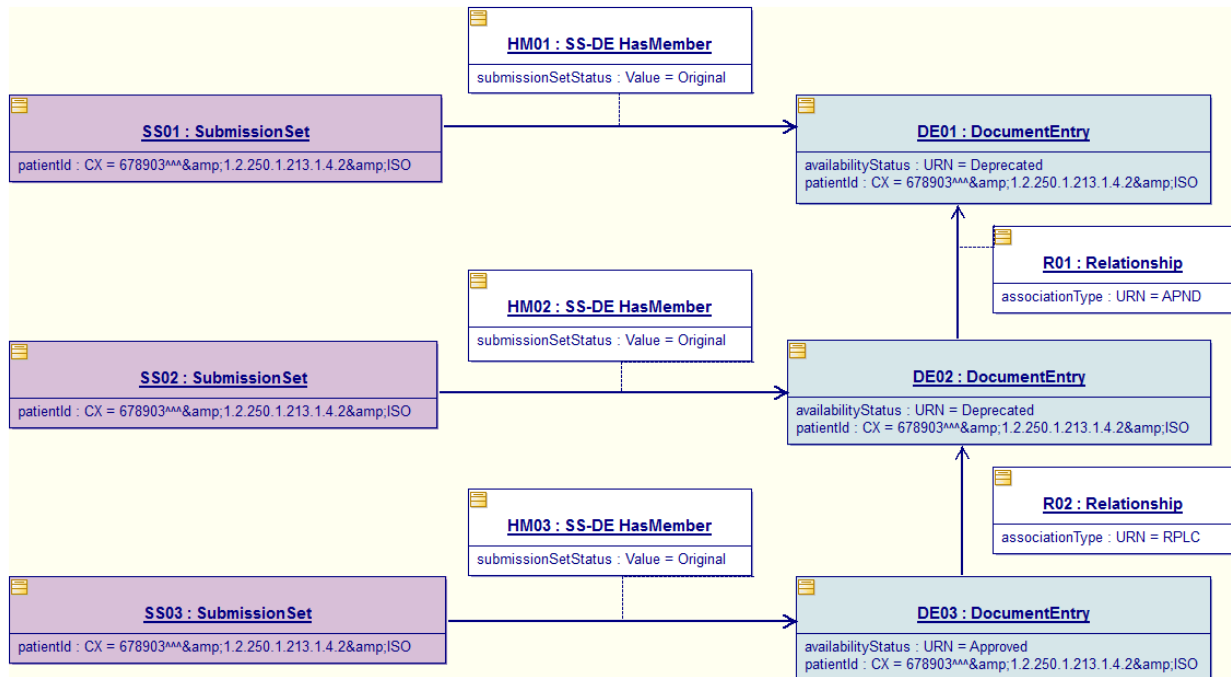 HM01 : SS-DE HasMember
submissionSetStatus : Value = Original
SS01 : SubmissionSet
patientId : CX = 678903^^^&amp;1.2.250.1.213.1.4.2&amp;ISO
DE01 : DocumentEntry
availabilityStatus : URN = Deprecated
patientId : CX = 678903^^^&amp;1.2.250.1.213.1.4.2&amp;ISO
R01 : Relationship
associationType : URN = APND
HM02 : SS-DE HasMember
submissionSetStatus : Value = Original
SS02 : SubmissionSet
patientId : CX = 678903^^^&amp;1.2.250.1.213.1.4.2&amp;ISO
DE02 : DocumentEntry
availabilityStatus : URN = Deprecated
patientId : CX = 678903^^^&amp;1.2.250.1.213.1.4.2&amp;ISO
R02 : Relationship
associationType : URN = RPLC
HM03 : SS-DE HasMember
submissionSetStatus : Value = Original
SS03 : SubmissionSet
patientId : CX = 678903^^^&amp;1.2.250.1.213.1.4.2&amp;ISO
DE03 : DocumentEntry
availabilityStatus : URN = Approved
patientId : CX = 678903^^^&amp;1.2.250.1.213.1.4.2&amp;ISO